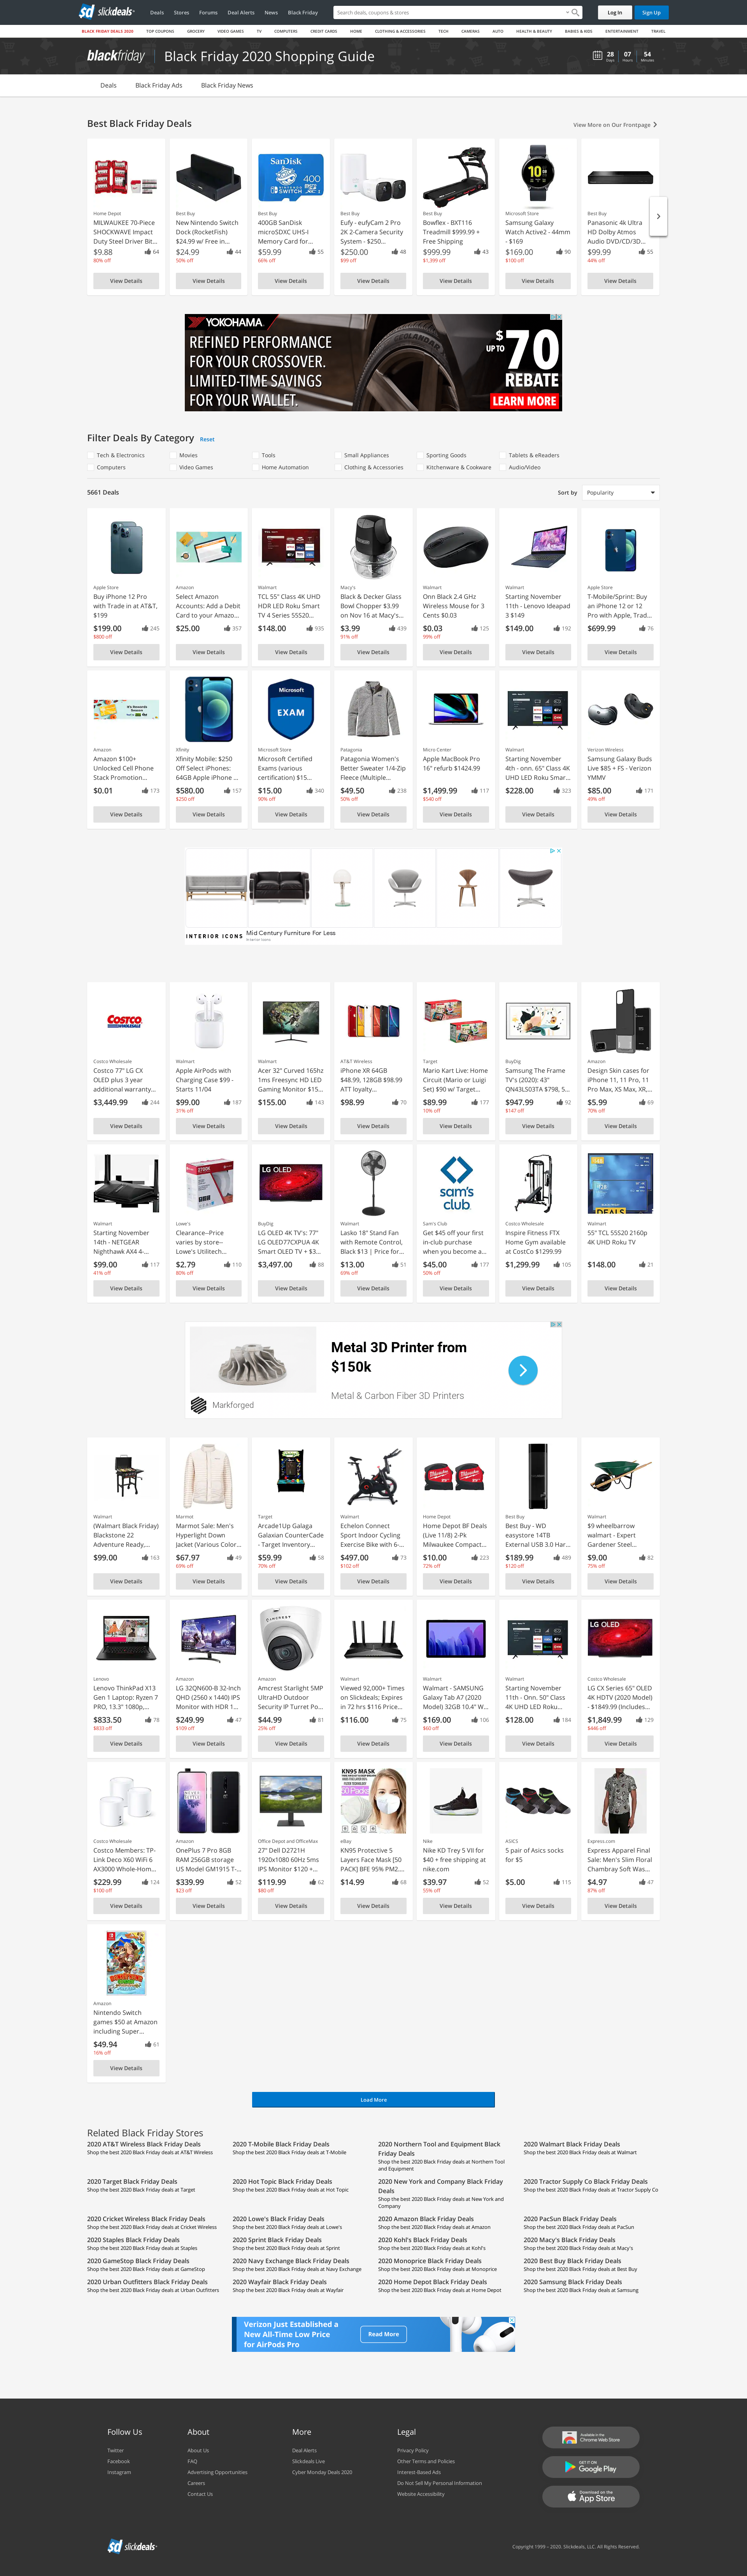 slickdeals
Deals Stores Forums Deal Alerts News Black Friday
Search deals, coupons & stores
Log In
Sign Up
BLACK FRIDAY DEALS 2020 TOP COUPONS GROCERY VIDEO GAMES TV COMPUTERS CREDIT CARDS HOME CLOTHING & ACCESSORIES TECH CAMERAS AUTO HEALTH & BEAUTY BABIES & KIDS ENTERTAINMENT TRAVEL
blackfriday
Black Friday 2020 Shopping Guide
28 07 54
Days Hours Minutes
Deals Black Friday Ads Black Friday News
Best Black Friday Deals
View More on Our Frontpage
Home Depot
MILWAUKEE 70-Piece
SHOCKWAVE Impact
Duty Steel Driver Bit...
$9.88 64
80% off
View Details
Best Buy
New Nintendo Switch
Dock (RocketFish)
$24.99 w/ Free in...
$24.99 44
50% off
View Details
SanDisk
400
Best Buy
400GB SanDisk
microSDXC UHS-I
Memory Card for...
$59.99 55
66% off
View Details
Best Buy
Eufy - eufyCam 2 Pro
2K 2-Camera Security
System - $250...
$250.00 48
$99 off
View Details
Best Buy
Bowflex - BXT116
Treadmill $999.99 +
Free Shipping
$999.99 43
$1,399 off
View Details
Microsoft Store
Samsung Galaxy
Watch Active2 - 44mm
- $169
$169.00 90
$100 off
View Details
Best Buy
Panasonic 4k Ultra
HD Dolby Atmos
Audio DVD/CD/3D...
$99.99 55
44% off
View Details
YOKOHAMA
REFINED PERFORMANCE
FOR YOUR CROSSOVER.
LIMITED-TIME SAVINGS
FOR YOUR WALLET.
UP TO $70
REBATE
LEARN MORE
Filter Deals By Category Reset
Tech & Electronics Movies Tools Small Appliances Sporting Goods Tablets & eReaders
Computers Video Games Home Automation Clothing & Accessories Kitchenware & Cookware Audio/Video
5661 Deals
Sort by Popularity
Apple Store
Buy iPhone 12 Pro
with Trade in at AT&T,
$199
$199.00 245
$800 off
View Details
Amazon
Select Amazon
Accounts: Add a Debit
Card to your Amazo...
$25.00 357
View Details
Walmart
TCL 55" Class 4K UHD
HDR LED Roku Smart
TV 4 Series 55S20...
$148.00 935
View Details
Macy's
Black & Decker Glass
Bowl Chopper $3.99
on Nov 16 at Macy's...
$3.99 439
91% off
View Details
Walmart
Onn Black 2.4 GHz
Wireless Mouse for 3
Cents $0.03
$0.03 125
99% off
View Details
Walmart
Starting November
11th - Lenovo Ideapad
3 $149
$149.00 192
View Details
Apple Store
T-Mobile/Sprint: Buy
an iPhone 12 or 12
Pro with Apple, Trad...
$699.99 76
View Details
Amazon
Amazon $100+
Unlocked Cell Phone
Stack Promotion...
$0.01 173
View Details
Xfinity
Xfinity Mobile: $250
Off Select iPhones:
64GB Apple iPhone ...
$580.00 157
$250 off
View Details
Microsoft
EXAM
Microsoft Store
Microsoft Certified
Exams (various
certification) $15...
$15.00 340
90% off
View Details
Patagonia
Patagonia Women's
Better Sweater 1/4-Zip
Fleece (Multiple...
$49.50 238
50% off
View Details
Micro Center
Apple MacBook Pro
16" refurb $1424.99
$1,499.99 117
$540 off
View Details
Walmart
Starting November
4th - onn. 65" Class 4K
UHD LED Roku Smar...
$228.00 323
View Details
Verizon Wireless
Samsung Galaxy Buds
Live $85 + FS - Verizon
YMMV
$85.00 171
49% off
View Details
INTERIOR ICONS
Mid Century Furniture For Less
Interior Icons
COSTCO
WHOLESALE
Costco Wholesale
Costco 77" LG CX
OLED plus 3 year
additional warranty...
$3,449.99 244
View Details
Walmart
Apple AirPods with
Charging Case $99 -
Starts 11/04
$99.00 187
31% off
View Details
Walmart
Acer 32" Curved 165hz
1ms Freesync HD LED
Gaming Monitor $15...
$155.00 143
View Details
AT&T Wireless
iPhone XR 64GB
$48.99, 128GB $98.99
ATT loyalty...
$98.99 70
View Details
Target
Mario Kart Live: Home
Circuit (Mario or Luigi
Set) $90 w/ Target...
$89.99 177
10% off
View Details
BuyDig
Samsung The Frame
TV's (2020): 43"
QN43LS03TA $798, 5...
$947.99 92
$147 off
View Details
Amazon
Design Skin cases for
iPhone 11, 11 Pro, 11
Pro Max, XS Max, XR,...
$5.99 69
70% off
View Details
Walmart
Starting November
14th - NETGEAR
Nighthawk AX4 4-...
$99.00 117
41% off
View Details
Lowe's
Clearance--Price
varies by store--
Lowe's Utilitech...
$2.79 110
80% off
View Details
LG OLED
BuyDig
LG OLED 4K TV's: 77"
LG OLED77CXPUA 4K
Smart OLED TV + $3...
$3,497.00 88
View Details
Walmart
Lasko 18" Stand Fan
with Remote Control,
Black $13 | Price for...
$13.00 51
69% off
View Details
sam's
club
Sam's Club
Get $45 off your first
in-club purchase
when you become a...
$45.00 177
50% off
View Details
Costco Wholesale
Inspire Fitness FTX
Home Gym available
at CostCo $1299.99
$1,299.99 105
View Details
DEALS
Walmart
55" TCL 55S20 2160p
4K UHD Roku TV
$148.00 21
View Details
Metal 3D Printer from
$150k
Metal & Carbon Fiber 3D Printers
Markforged
Walmart
(Walmart Black Friday)
Blackstone 22
Adventure Ready,...
$99.00 163
View Details
Marmot
Marmot Sale: Men's
Hyperlight Down
Jacket (Various Color...
$67.97 49
69% off
View Details
Target
Arcade1Up Galaga
Galaxian CounterCade
- Target Inventory...
$59.99 58
70% off
View Details
Walmart
Echelon Connect
Sport Indoor Cycling
Exercise Bike with 6-...
$497.00 73
$102 off
View Details
Home Depot
Home Depot BF Deals
(Live 11/8) 2-Pk
Milwaukee Compact...
$10.00 223
72% off
View Details
Best Buy
Best Buy - WD
easystore 14TB
External USB 3.0 Har...
$189.99 489
$120 off
View Details
Walmart
$9 wheelbarrow
walmart - Expert
Gardener Steel...
$9.00 82
75% off
View Details
Lenovo
Lenovo ThinkPad X13
Gen 1 Laptop: Ryzen 7
PRO, 13.3" 1080p,...
$833.50 78
$833 off
View Details
Amazon
LG 32QN600-B 32-Inch
QHD (2560 x 1440) IPS
Monitor with HDR 1...
$249.99 47
$109 off
View Details
Amazon
Amcrest Starlight 5MP
UltraHD Outdoor
Security IP Turret Po...
$44.99 81
25% off
View Details
Walmart
Viewed 92,000+ Times
on Slickdeals; Expires
in 72 hrs $116 Price...
$116.00 75
View Details
Walmart
Walmart - SAMSUNG
Galaxy Tab A7 (2020
Model) 32GB 10.4" W...
$169.00 106
$60 off
View Details
Walmart
Starting November
11th - Onn. 50" Class
4K UHD LED Roku...
$128.00 184
View Details
LG OLED
Costco Wholesale
LG CX Series 65" OLED
4K HDTV (2020 Model)
- $1849.99 (Includes...
$1,849.99 129
$446 off
View Details
Costco Wholesale
Costco Members: TP-
Link Deco X60 WiFi 6
AX3000 Whole-Hom...
$229.99 124
$100 off
View Details
Amazon
OnePlus 7 Pro 8GB
RAM 256GB storage
US Model GM1915 T-...
$339.99 52
$23 off
View Details
Office Depot and OfficeMax
27" Dell D2721H
1920x1080 60Hz 5ms
IPS Monitor $120 +...
$119.99 62
$80 off
View Details
KN95 MASK
eBay
KN95 Protective 5
Layers Face Mask [50
PACK] BFE 95% PM2....
$14.99 68
View Details
Nike
Nike KD Trey 5 VII for
$40 + free shipping at
nike.com
$39.97 52
55% off
View Details
ASICS
5 pair of Asics socks
for $5
$5.00 115
View Details
Express.com
Express Apparel Final
Sale: Men's Slim Floral
Chambray Soft Was...
$4.97 47
87% off
View Details
Amazon
Nintendo Switch
games $50 at Amazon
including Super...
$49.94 61
16% off
View Details
Load More
Related Black Friday Stores
2020 AT&T Wireless Black Friday Deals
Shop the best 2020 Black Friday deals at AT&T Wireless
2020 T-Mobile Black Friday Deals
Shop the best 2020 Black Friday deals at T-Mobile
2020 Northern Tool and Equipment Black
Friday Deals
Shop the best 2020 Black Friday deals at Northern Tool
and Equipment
2020 Walmart Black Friday Deals
Shop the best 2020 Black Friday deals at Walmart
2020 Target Black Friday Deals
Shop the best 2020 Black Friday deals at Target
2020 Hot Topic Black Friday Deals
Shop the best 2020 Black Friday deals at Hot Topic
2020 New York and Company Black Friday
Deals
Shop the best 2020 Black Friday deals at New York and
Company
2020 Tractor Supply Co Black Friday Deals
Shop the best 2020 Black Friday deals at Tractor Supply Co
2020 Cricket Wireless Black Friday Deals
Shop the best 2020 Black Friday deals at Cricket Wireless
2020 Lowe's Black Friday Deals
Shop the best 2020 Black Friday deals at Lowe's
2020 Amazon Black Friday Deals
Shop the best 2020 Black Friday deals at Amazon
2020 PacSun Black Friday Deals
Shop the best 2020 Black Friday deals at PacSun
2020 Staples Black Friday Deals
Shop the best 2020 Black Friday deals at Staples
2020 Sprint Black Friday Deals
Shop the best 2020 Black Friday deals at Sprint
2020 Kohl's Black Friday Deals
Shop the best 2020 Black Friday deals at Kohl's
2020 Macy's Black Friday Deals
Shop the best 2020 Black Friday deals at Macy's
2020 GameStop Black Friday Deals
Shop the best 2020 Black Friday deals at GameStop
2020 Navy Exchange Black Friday Deals
Shop the best 2020 Black Friday deals at Navy Exchange
2020 Monoprice Black Friday Deals
Shop the best 2020 Black Friday deals at Monoprice
2020 Best Buy Black Friday Deals
Shop the best 2020 Black Friday deals at Best Buy
2020 Urban Outfitters Black Friday Deals
Shop the best 2020 Black Friday deals at Urban Outfitters
2020 Wayfair Black Friday Deals
Shop the best 2020 Black Friday deals at Wayfair
2020 Home Depot Black Friday Deals
Shop the best 2020 Black Friday deals at Home Depot
2020 Samsung Black Friday Deals
Shop the best 2020 Black Friday deals at Samsung
Verizon Just Established a
New All-Time Low Price
for AirPods Pro
Read More
Follow Us
Twitter
Facebook
Instagram
About
About Us
FAQ
Advertising Opportunities
Careers
Contact Us
More
Deal Alerts
Slickdeals Live
Cyber Monday Deals 2020
Legal
Privacy Policy
Other Terms and Policies
Interest-Based Ads
Do Not Sell My Personal Information
Website Accessibility
Available in the
Chrome Web Store
GET IT ON
Google Play
Download on the
App Store
slickdeals
Copyright 1999 - 2020. Slickdeals, LLC. All Rights Reserved.